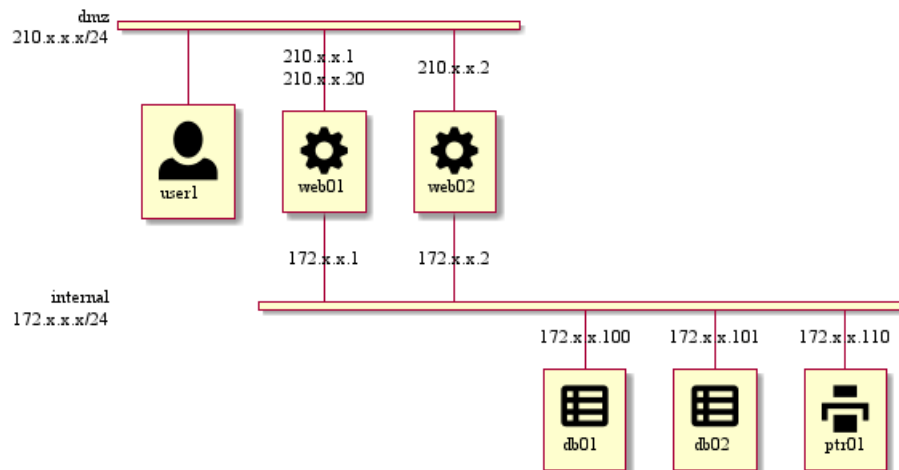 dmz
210.x.x.x/24
210.x.x.1
210.x.x.20
210.x.x.2
user1
web01
web02
172.x.x.1
172.x.x.2
internal
172.x.x.x/24
172.x.x.100
172.x.x.101
172.x.x.110
db01
db02
ptr01